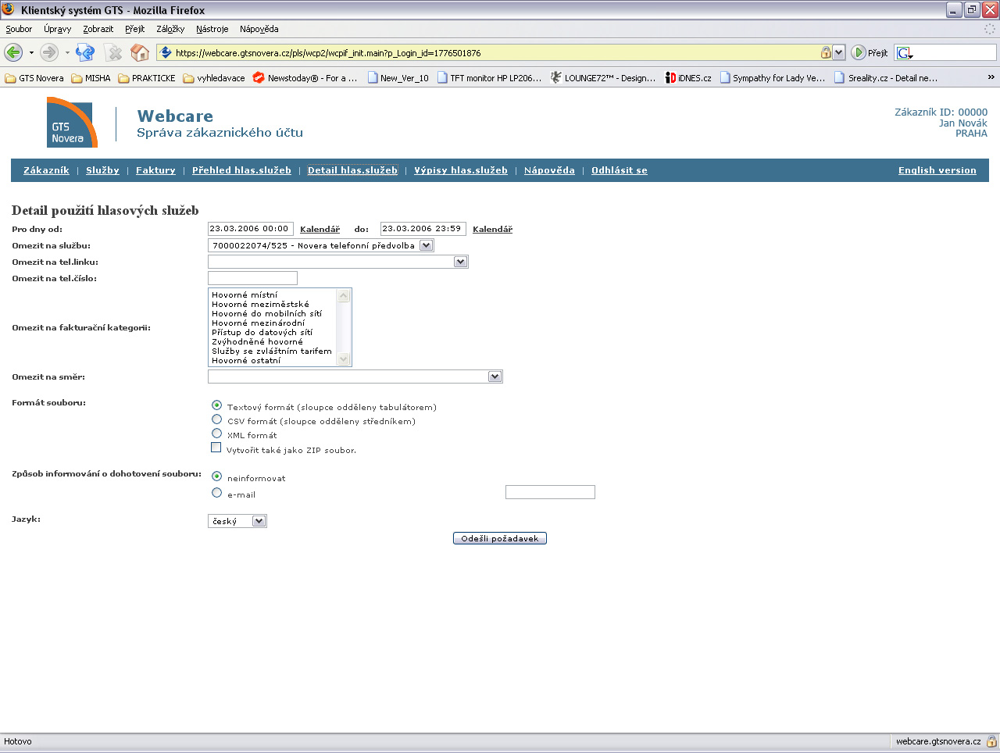 Klientský systém GTS - Mozilla Firefox
Soubor Úpravy Zobrazit Přejít Záložky Nástroje Nápověda
https://webcare.gtsnovera.cz/pls/wcp2/wcpif_init.main?p_Login_id=1776501876 Přejít G
GTS Novera MISHA PRAKTICKE vyhledavace Newstoday® - For a ... New_Ver_10 TFT monitor HP LP206... LOUNGE72™ - Design... iDNES.cz Sympathy for Lady Ve... Sreality.cz - Detail ne... »
GTS
Novera
Webcare
Správa zákaznického účtu
Zákazník ID: 00000
Jan Novák
PRAHA
Zákazník | Služby | Faktury | Přehled hlas.služeb | Detail hlas.služeb | Výpisy hlas.služeb | Nápověda | Odhlásit se English version
Detail použití hlasových služeb
Pro dny od: 23.03.2006 00:00 Kalendář do: 23.03.2006 23:59 Kalendář
Omezit na službu: 7000022074/525 - Novera telefonní předvolba
Omezit na tel.linku:
Omezit na tel.číslo:
Omezit na fakturační kategorii:
Hovorné místní
Hovorné meziměstské
Hovorné do mobilních sítí
Hovorné mezinárodní
Přístup do datových sítí
Zvýhodněné hovorné
Služby se zvláštním tarifem
Hovorné ostatní
Omezit na směr:
Formát souboru: Textový formát (sloupce odděleny tabulátorem)
CSV formát (sloupce odděleny středníkem)
XML formát
Vytvořit také jako ZIP soubor.
Způsob informování o dohotovení souboru: neinformovat
e-mail
Jazyk: český
Odešli požadavek
Hotovo webcare.gtsnovera.cz